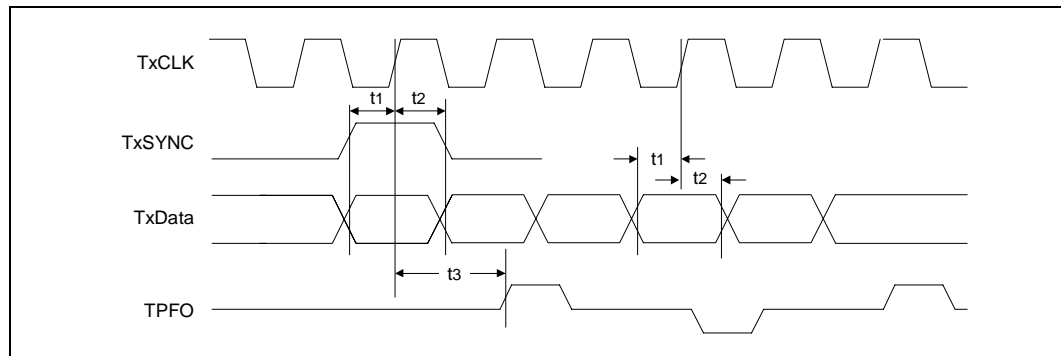 TxCLK
t1 t2
TxSYNC
t1
t2
TxData
t3
TPFO